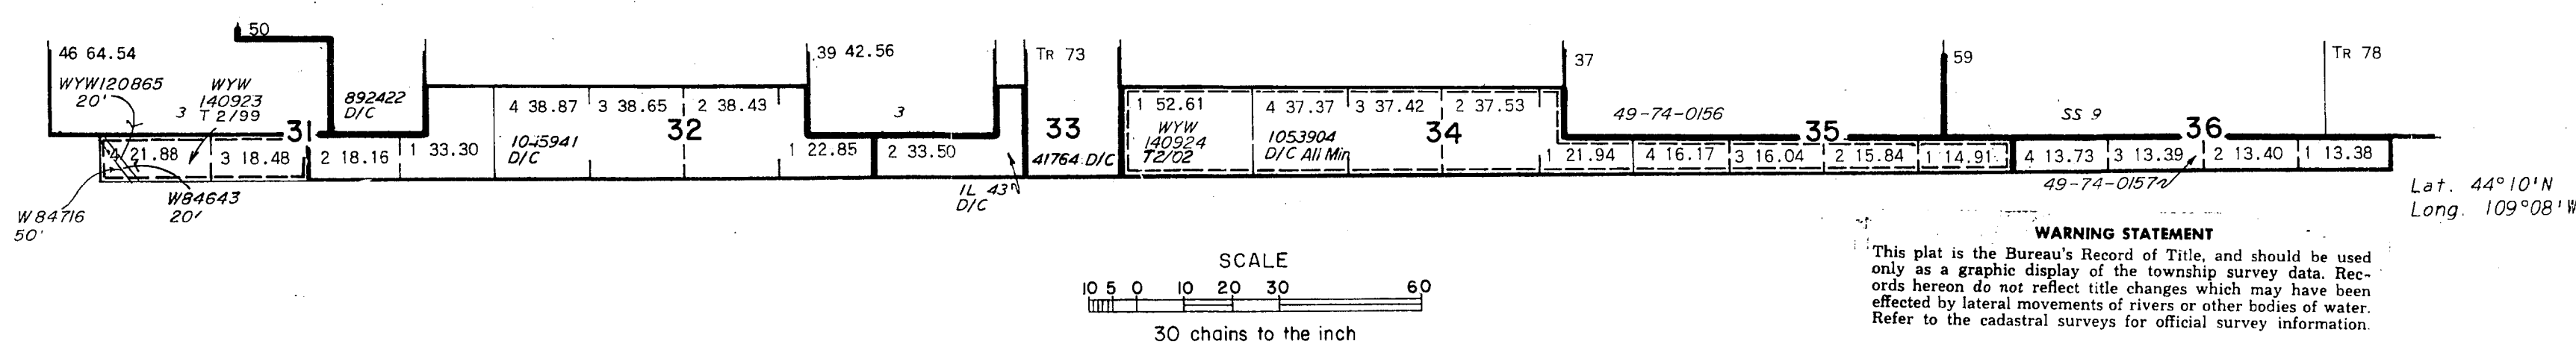 50
46 64.54
39 42.56
TR 73
37
59
TR 78
WYW120865
20'
3
WYW
140923
T 2/99
892422
D/C
4 38.87
3 38.65
2 38.43
3
1 52.61
4 37.37
3 37.42
2 37.53
49-74-0156
SS 9
31
32
33
34
35
36
D/C
WYW
140924
T2/02
1053904
D/C All Min
4 21.88
3 18.48
2 18.16
1 33.30
1 22.85
2 33.50
41764 D/C
1 21.94
4 16.17
3 16.04
2 15.84
1 14.91
4 13.73
3 13.39
2 13.40
1 13.38
W84716
50'
W84643
20'
IL 43
D/C
49-74-0157
Lat. 44°10'N
Long. 109°08'W
SCALE
10 5 0 10 20 30 60
30 chains to the inch
WARNING STATEMENT
This plat is the Bureau's Record of Title, and should be used
only as a graphic display of the township survey data. Rec-
ords hereon do not reflect title changes which may have been
effected by lateral movements of rivers or other bodies of water.
Refer to the cadastral surveys for official survey information.